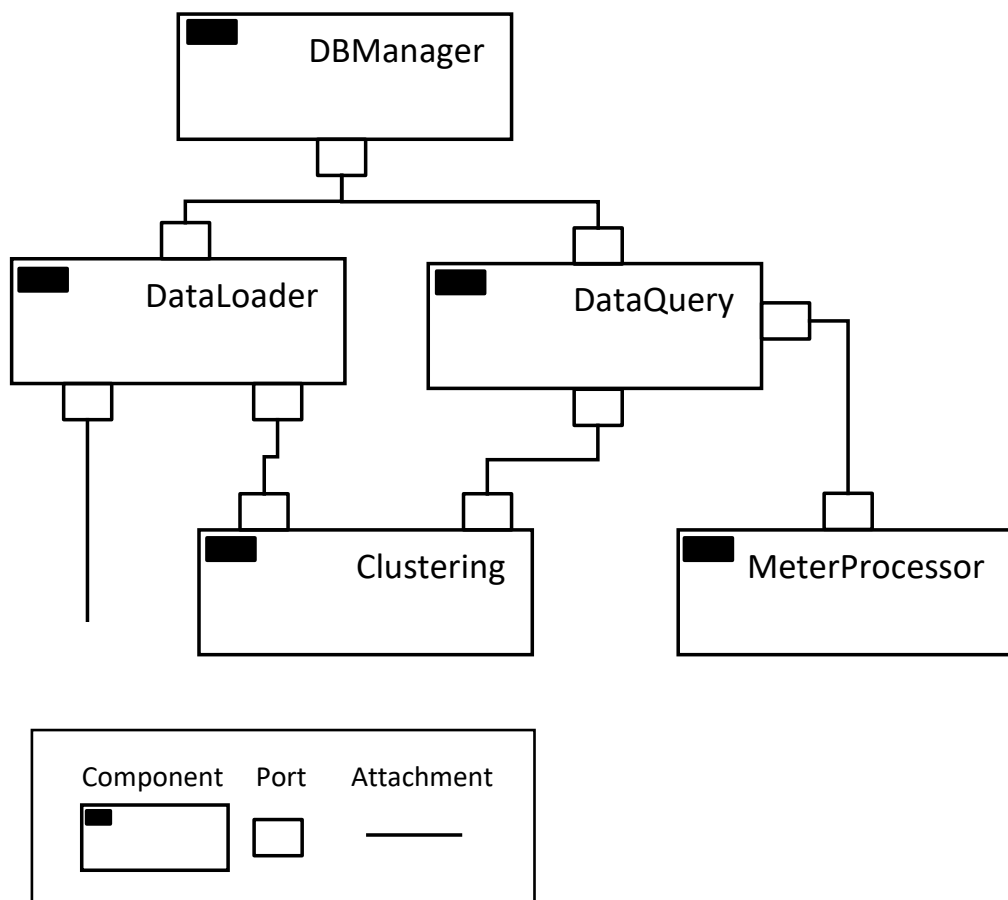 DBManager
DataLoader
DataQuery
Clustering
MeterProcessor
Component Port Attachment